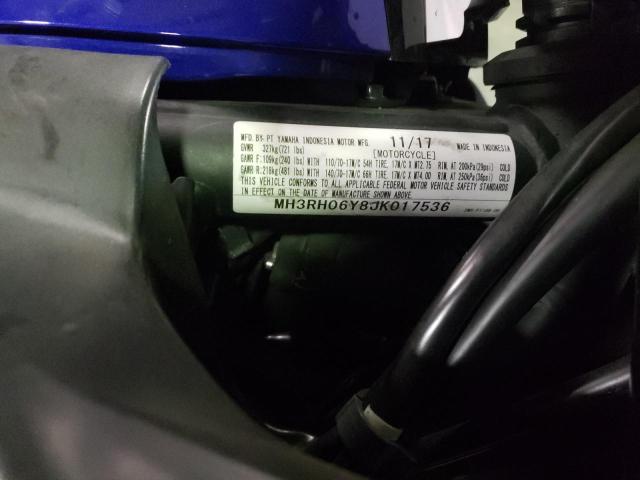 MFD. BY: PT YAMAHA INDONESIA MOTOR MFG. 11/17 MADE IN INDONESIA
GVWR :327kg(721 lbs) [MOTORCYCLE]
GAWR F:109kg(240 lbs)WITH 110/70-17M/C 54H TIRE, 17M/C X MT2.75 RIM, AT 200kPa(29psi) COLD
GAWR R:218kg(481 lbs)WITH 140/70-17M/C 66H TIRE, 17M/C X MT4.00 RIM, AT 250kPa(36psi) COLD
THIS VEHICLE CONFORMS TO ALL APPLICABLE FEDERAL MOTOR VEHICLE SAFETY STANDARDS
IN EFFECT ON THE DATE OF MANUFACTURE SHOWN ABOVE.
MH3RH06Y8JK017536